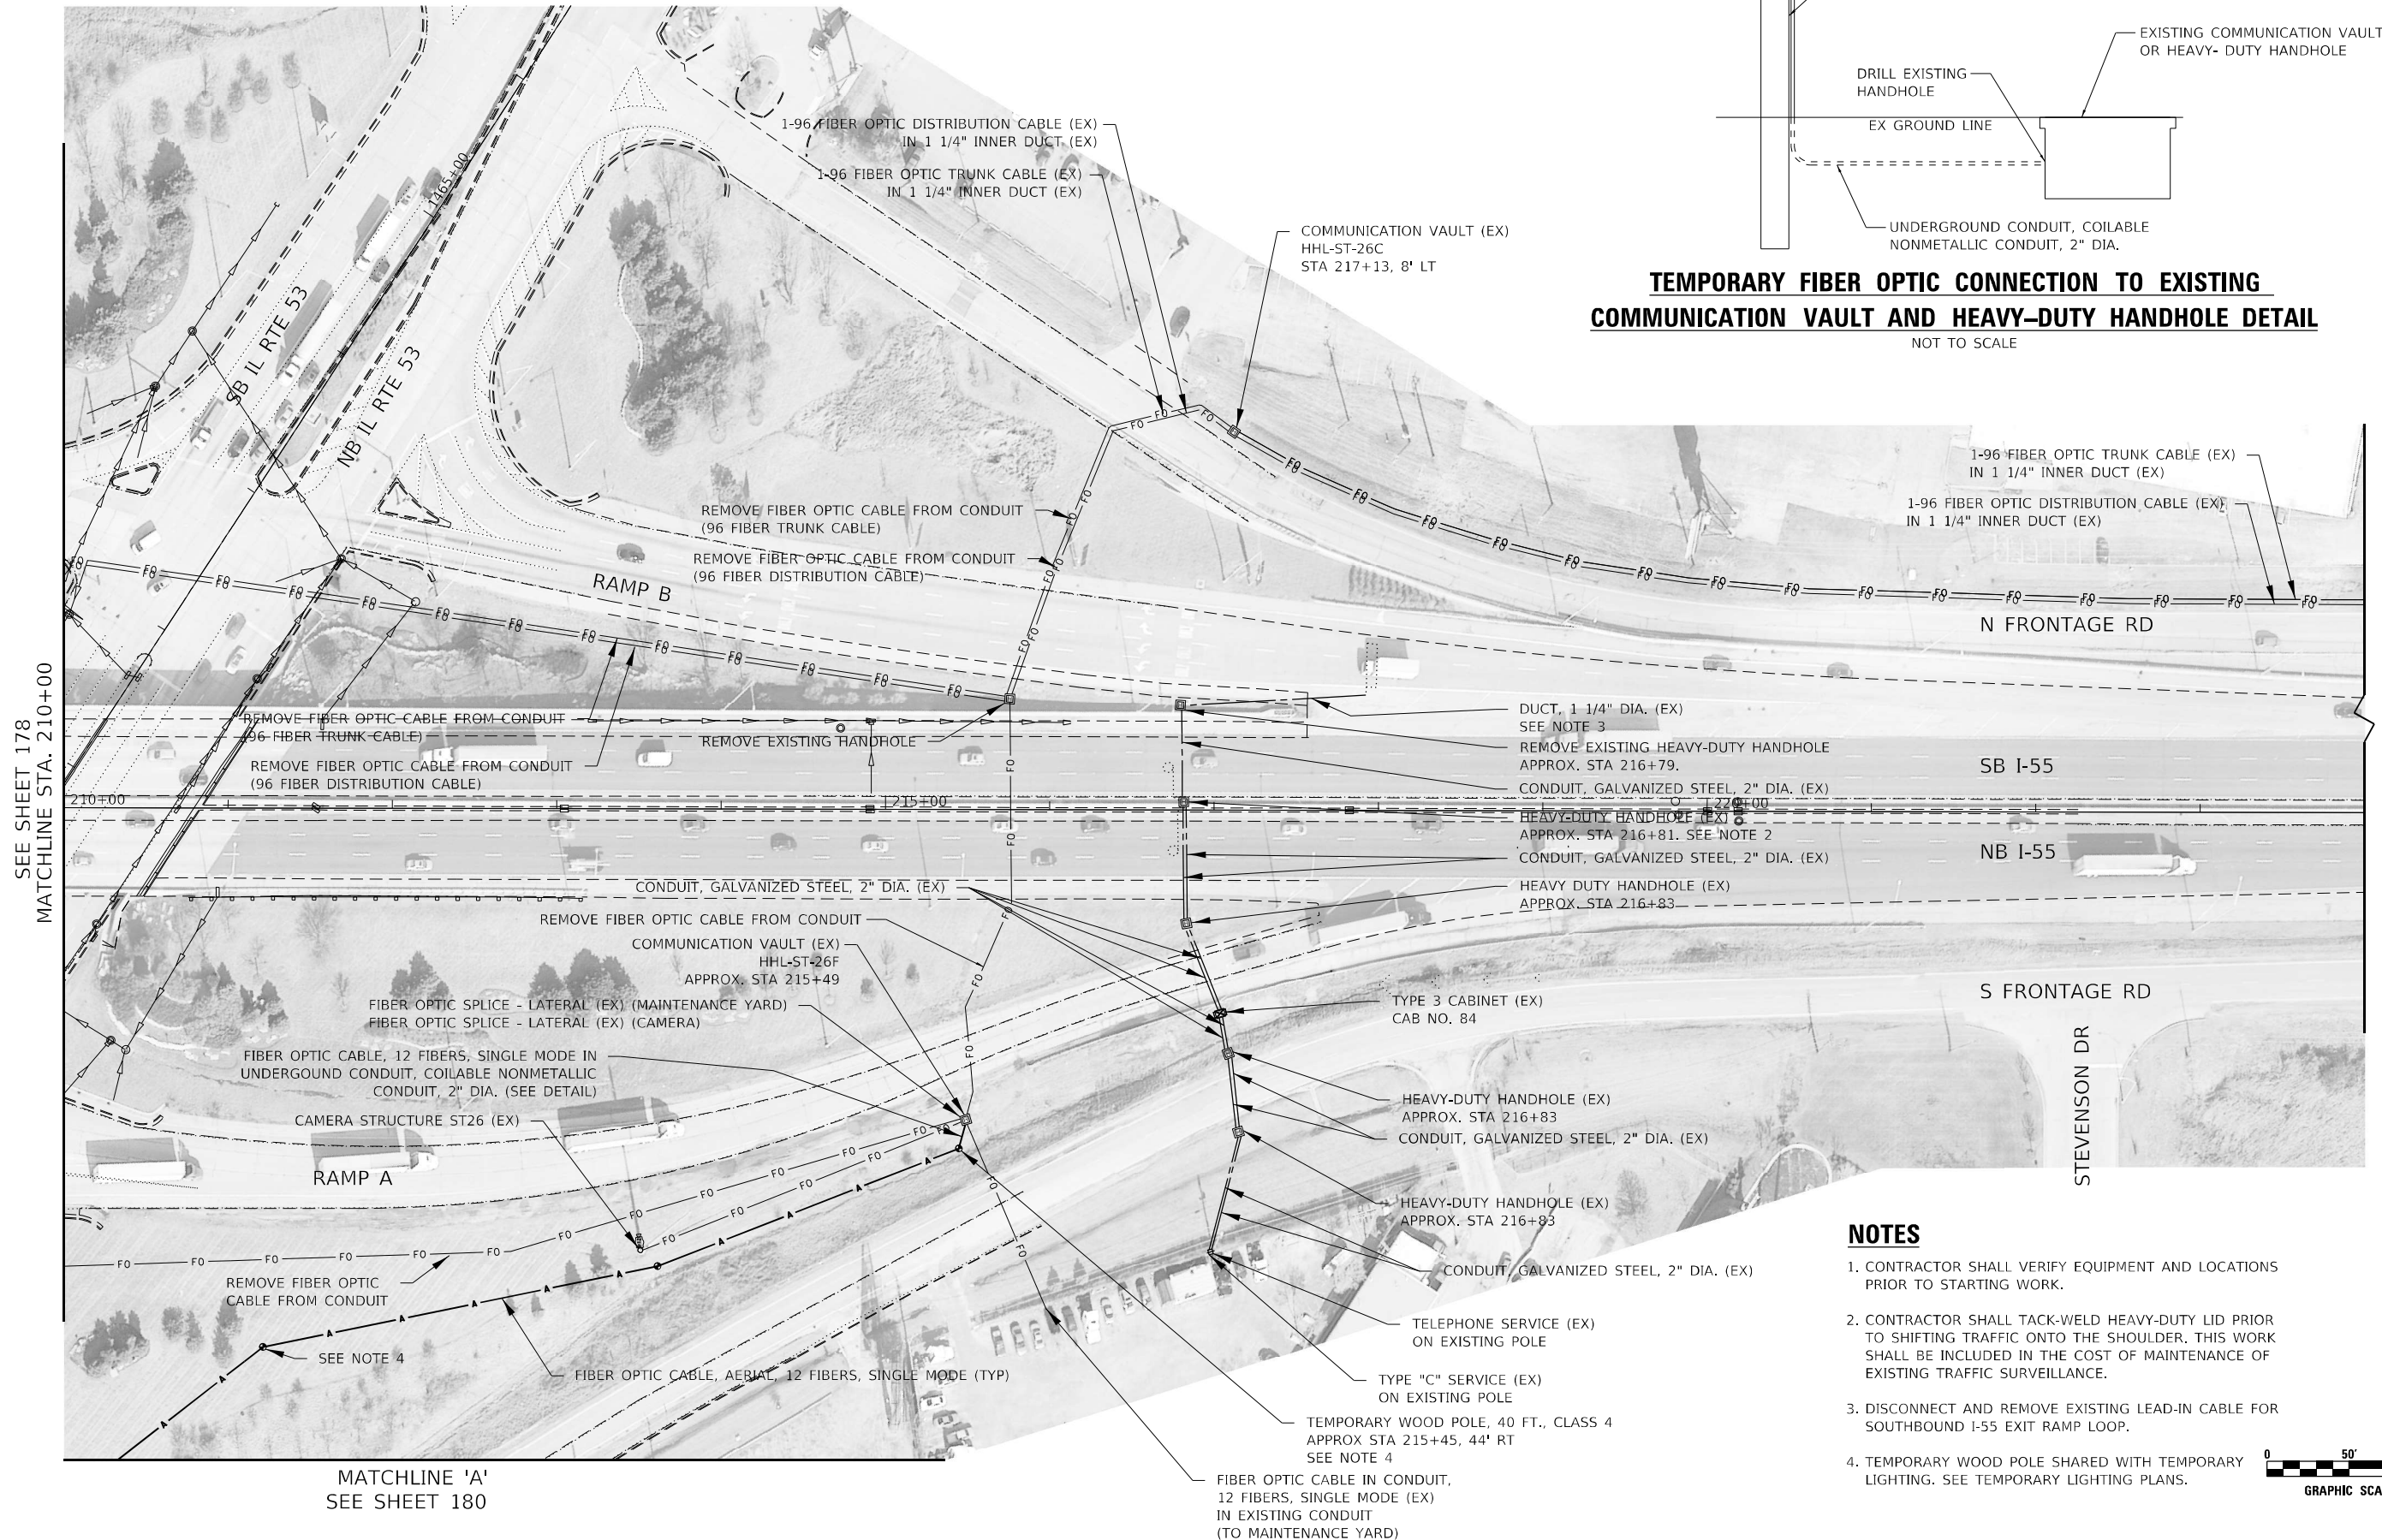 EXISTING COMMUNICATION VAULT
OR HEAVY- DUTY HANDHOLE
DRILL EXISTING
HANDHOLE
EX GROUND LINE
UNDERGROUND CONDUIT, COILABLE
NONMETALLIC CONDUIT, 2" DIA.
TEMPORARY FIBER OPTIC CONNECTION TO EXISTING
COMMUNICATION VAULT AND HEAVY–DUTY HANDHOLE DETAIL
NOT TO SCALE
1-96 FIBER OPTIC DISTRIBUTION CABLE (EX)
IN 1 1/4" INNER DUCT (EX)
1-96 FIBER OPTIC TRUNK CABLE (EX)
IN 1 1/4" INNER DUCT (EX)
COMMUNICATION VAULT (EX)
HHL-ST-26C
STA 217+13, 8' LT
1465+00
SB IL RTE 53
NB IL RTE 53
1-96 FIBER OPTIC TRUNK CABLE (EX)
IN 1 1/4" INNER DUCT (EX)
1-96 FIBER OPTIC DISTRIBUTION CABLE (EX)
IN 1 1/4" INNER DUCT (EX)
REMOVE FIBER OPTIC CABLE FROM CONDUIT
(96 FIBER TRUNK CABLE)
REMOVE FIBER OPTIC CABLE FROM CONDUIT
(96 FIBER DISTRIBUTION CABLE)
RAMP B
N FRONTAGE RD
SEE SHEET 178
MATCHLINE STA. 210+00
REMOVE FIBER OPTIC CABLE FROM CONDUIT
(96 FIBER TRUNK CABLE)
REMOVE EXISTING HANDHOLE
REMOVE FIBER OPTIC CABLE FROM CONDUIT
(96 FIBER DISTRIBUTION CABLE)
DUCT, 1 1/4" DIA. (EX)
SEE NOTE 3
REMOVE EXISTING HEAVY-DUTY HANDHOLE
APPROX. STA 216+79.
CONDUIT, GALVANIZED STEEL, 2" DIA. (EX)
SB I-55
210+00
215+00
220+00
HEAVY-DUTY HANDHOLE (EX)
APPROX. STA 216+81. SEE NOTE 2
CONDUIT, GALVANIZED STEEL, 2" DIA. (EX)
NB I-55
HEAVY DUTY HANDHOLE (EX)
APPROX. STA 216+83
CONDUIT, GALVANIZED STEEL, 2" DIA. (EX)
REMOVE FIBER OPTIC CABLE FROM CONDUIT
COMMUNICATION VAULT (EX)
HHL-ST-26F
APPROX. STA 215+49
FIBER OPTIC SPLICE - LATERAL (EX) (MAINTENANCE YARD)
FIBER OPTIC SPLICE - LATERAL (EX) (CAMERA)
FIBER OPTIC CABLE, 12 FIBERS, SINGLE MODE IN
UNDERGOUND CONDUIT, COILABLE NONMETALLIC
CONDUIT, 2" DIA. (SEE DETAIL)
CAMERA STRUCTURE ST26 (EX)
RAMP A
S FRONTAGE RD
STEVENSON DR
TYPE 3 CABINET (EX)
CAB NO. 84
HEAVY-DUTY HANDHOLE (EX)
APPROX. STA 216+83
CONDUIT, GALVANIZED STEEL, 2" DIA. (EX)
HEAVY-DUTY HANDHOLE (EX)
APPROX. STA 216+83
CONDUIT, GALVANIZED STEEL, 2" DIA. (EX)
TELEPHONE SERVICE (EX)
ON EXISTING POLE
TYPE "C" SERVICE (EX)
ON EXISTING POLE
TEMPORARY WOOD POLE, 40 FT., CLASS 4
APPROX STA 215+45, 44' RT
SEE NOTE 4
FIBER OPTIC CABLE IN CONDUIT,
12 FIBERS, SINGLE MODE (EX)
IN EXISTING CONDUIT
(TO MAINTENANCE YARD)
REMOVE FIBER OPTIC
CABLE FROM CONDUIT
SEE NOTE 4
FIBER OPTIC CABLE, AERIAL, 12 FIBERS, SINGLE MODE (TYP)
MATCHLINE 'A'
SEE SHEET 180
NOTES
1. CONTRACTOR SHALL VERIFY EQUIPMENT AND LOCATIONS
PRIOR TO STARTING WORK.
2. CONTRACTOR SHALL TACK-WELD HEAVY-DUTY LID PRIOR
TO SHIFTING TRAFFIC ONTO THE SHOULDER. THIS WORK
SHALL BE INCLUDED IN THE COST OF MAINTENANCE OF
EXISTING TRAFFIC SURVEILLANCE.
3. DISCONNECT AND REMOVE EXISTING LEAD-IN CABLE FOR
SOUTHBOUND I-55 EXIT RAMP LOOP.
4. TEMPORARY WOOD POLE SHARED WITH TEMPORARY
LIGHTING. SEE TEMPORARY LIGHTING PLANS.
0 50'
GRAPHIC SCA